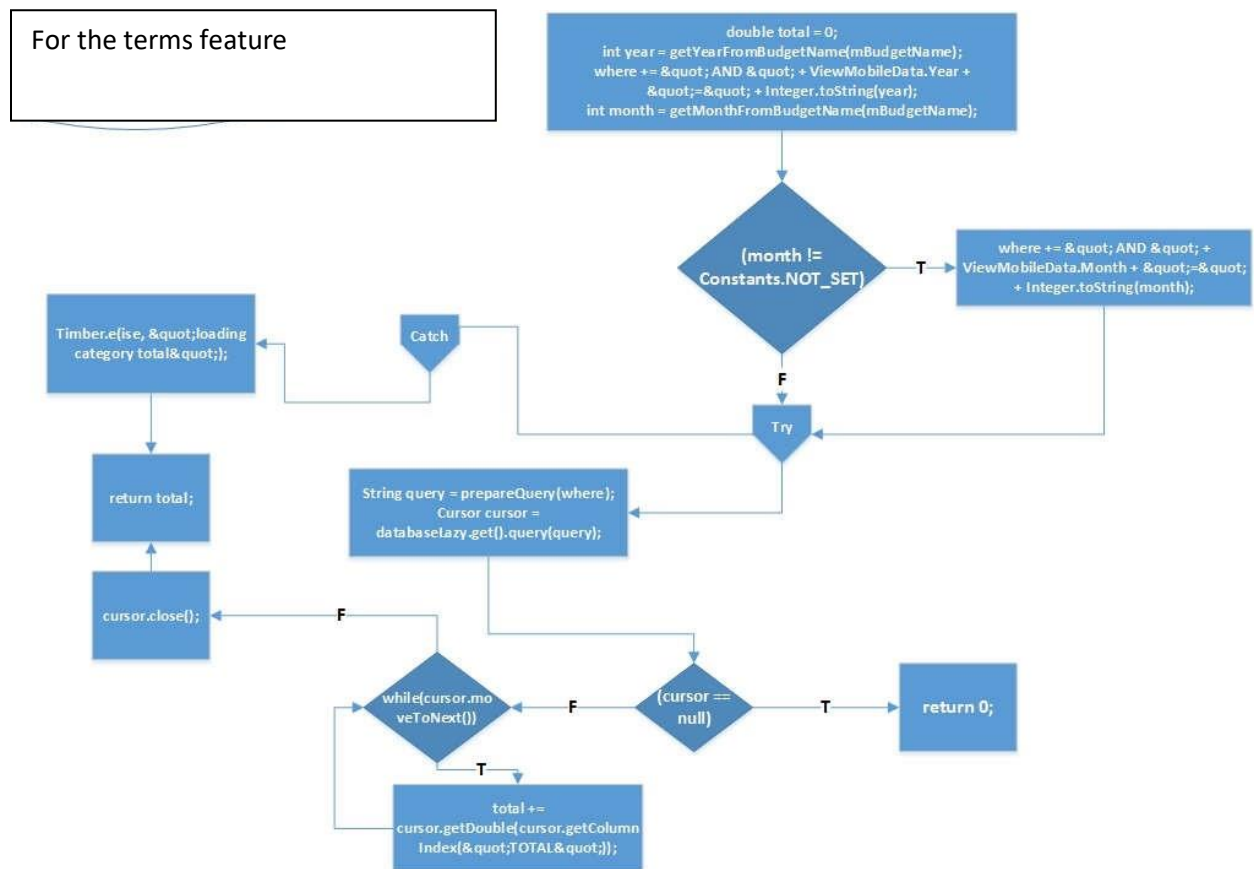 For the terms feature
double total = 0;
int year = getYearFromBudgetName(mBudgetName);
where += &quot; AND &quot; + ViewMobileData.Year +
&quot;=&quot; + Integer.toString(year);
int month = getMonthFromBudgetName(mBudgetName);
(month !=
Constants.NOT_SET)
T
where += &quot; AND &quot; +
ViewMobileData.Month + &quot;=&quot;
+ Integer.toString(month);
F
Try
Catch
Timber.e(ise, &quot;loading
category total&quot;);
return total;
String query = prepareQuery(where);
Cursor cursor =
databaseLazy.get().query(query);
cursor.close();
F
while(cursor.mo
veToNext())
F
(cursor ==
null)
T
return 0;
T
total +=
cursor.getDouble(cursor.getColumn
Index(&quot;TOTAL&quot;));